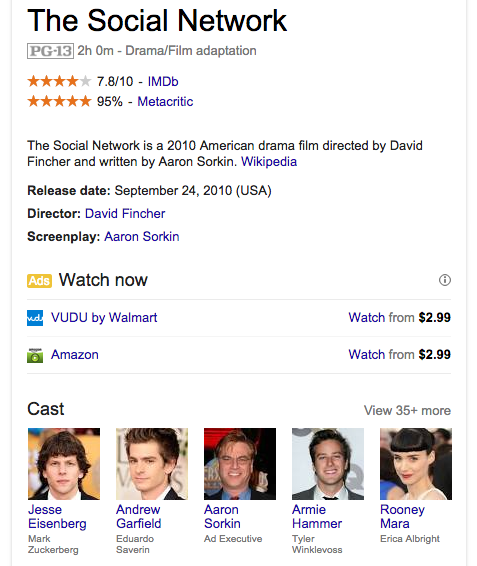 The Social Network
PG-13 2h 0m - Drama/Film adaptation
7.8/10 - IMDb
95% - Metacritic
The Social Network is a 2010 American drama film directed by David
Fincher and written by Aaron Sorkin. Wikipedia
Release date: September 24, 2010 (USA)
Director: David Fincher
Screenplay: Aaron Sorkin
Ads Watch now
VUDU by Walmart Watch from $2.99
Amazon Watch from $2.99
Cast View 35+ more
Jesse Eisenberg
Mark Zuckerberg
Andrew Garfield
Eduardo Saverin
Aaron Sorkin
Ad Executive
Armie Hammer
Tyler Winklevoss
Rooney Mara
Erica Albright